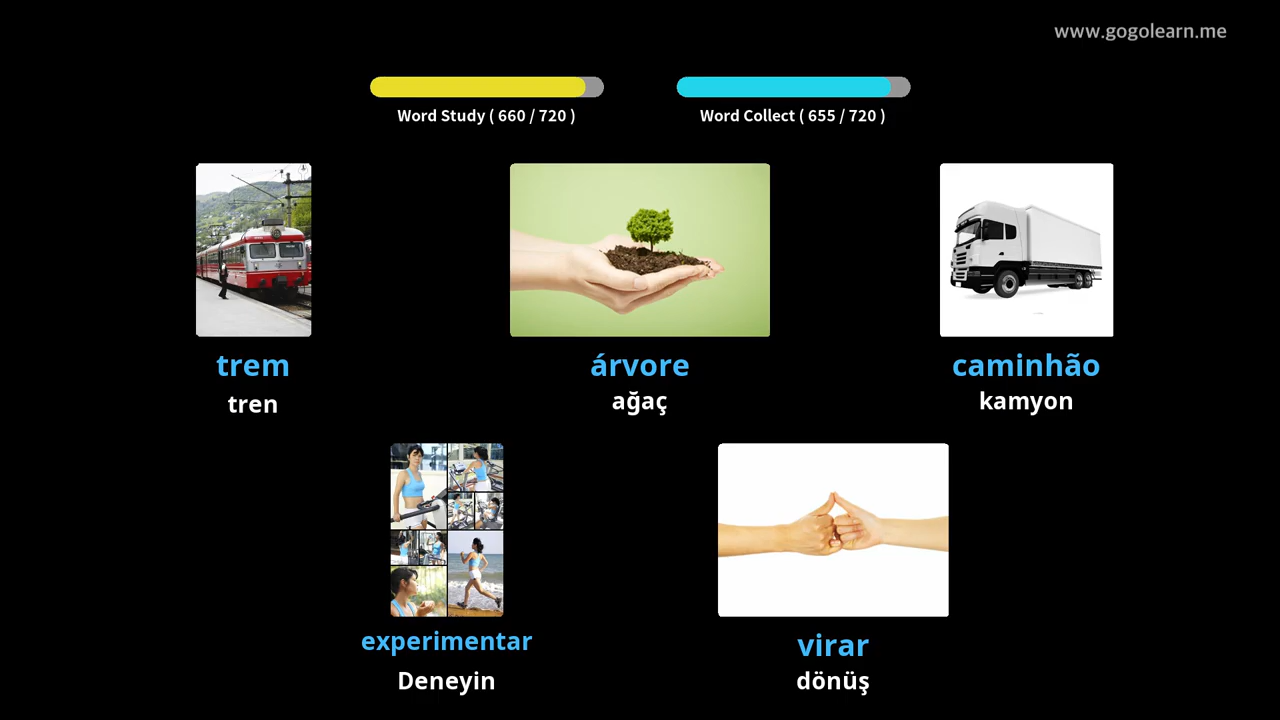 www.gogolearn.me
Word Study ( 660 / 720 )
Word Collect ( 655 / 720 )
trem
tren
árvore
ağaç
caminhão
kamyon
experimentar
Deneyin
virar
dönüş